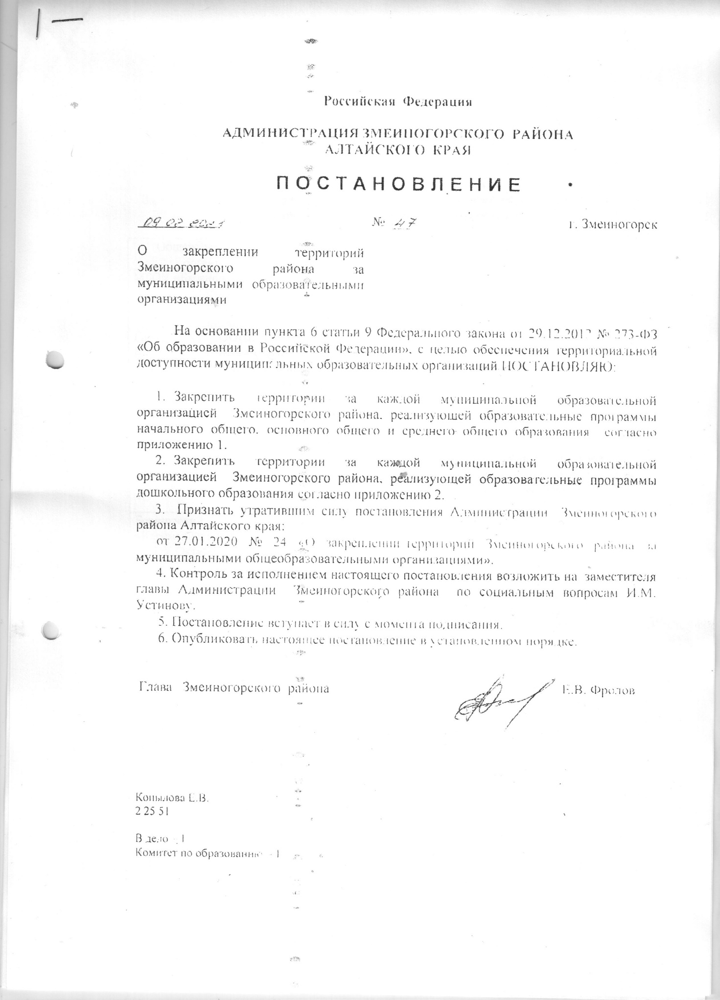 Российская Федерация
АДМИНИСТРАЦИЯ ЗМЕИНОГОРСКОГО РАЙОНА
АЛТАЙСКОГО КРАЯ
ПОСТАНОВЛЕНИЕ
09 02 2021 № 47 г. Змеиногорск
О закреплении территорий
Змеиногорского района за
муниципальными образовательными
организациями
На основании пункта 6 статьи 9 Федерального закона от 29.12.2012 № 273-ФЗ
«Об образовании в Российской Федерации», с целью обеспечения территориальной
доступности муниципальных образовательных организаций ПОСТАНОВЛЯЮ:
1. Закрепить территории за каждой муниципальной образовательной
организацией Змеиногорского района, реализующей образовательные программы
начального общего, основного общего и среднего общего образования согласно
приложению 1.
2. Закрепить территории за каждой муниципальной образовательной
организацией Змеиногорского района, реализующей образовательные программы
дошкольного образования согласно приложению 2.
3. Признать утратившим силу постановления Администрации Змеиногорского
района Алтайского края:
от 27.01.2020 № 24 «О закреплении территорий Змеиногорского района за
муниципальными общеобразовательными организациями».
4. Контроль за исполнением настоящего постановления возложить на заместителя
главы Администрации Змеиногорского района по социальным вопросам И.М.
Устинову.
5. Постановление вступает в силу с момента подписания.
6. Опубликовать настоящее постановление в установленном порядке.
Глава Змеиногорского района Е.В. Фролов
Копылова Е.В.
2 25 51
В дело - 1
Комитет по образованию - 1